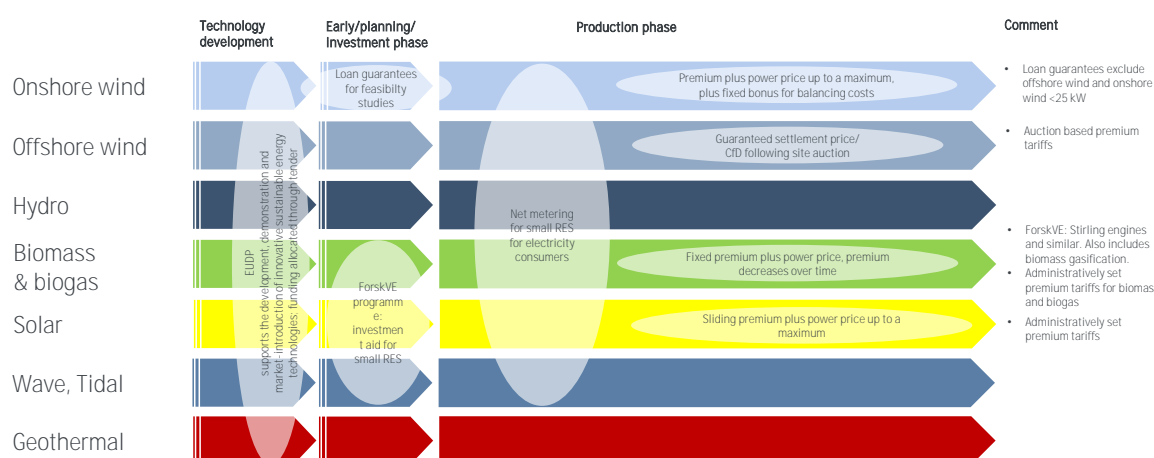 Technology
development
Early/planning/
investment phase
Production phase
Comment
Onshore wind
Loan guarantees
for feasibilty
studies
Premium plus power price up to a maximum,
plus fixed bonus for balancing costs
• Loan guarantees exclude
offshore wind and onshore
wind <25 kW
Offshore wind
Guaranteed settlement price/
CfD following site auction
• Auction based premium
tariffs
Hydro
EUDP
supports the development, demonstration and
market-introduction of innovative sustainable energy
technologies; funding allocated through tender
Net metering
for small RES
for electricity
consumers
Biomass
& biogas
Fixed premium plus power price, premium
decreases over time
• ForskVE: Stirling engines
and similar. Also includes
biomass gasification.
• Administratively set
premium tariffs for biomas
and biogas
Solar
ForskVE
programm
e:
investmen
t aid for
small RES
Sliding premium plus power price up to a
maximum
• Administratively set
premium tariffs
Wave, Tidal
Geothermal